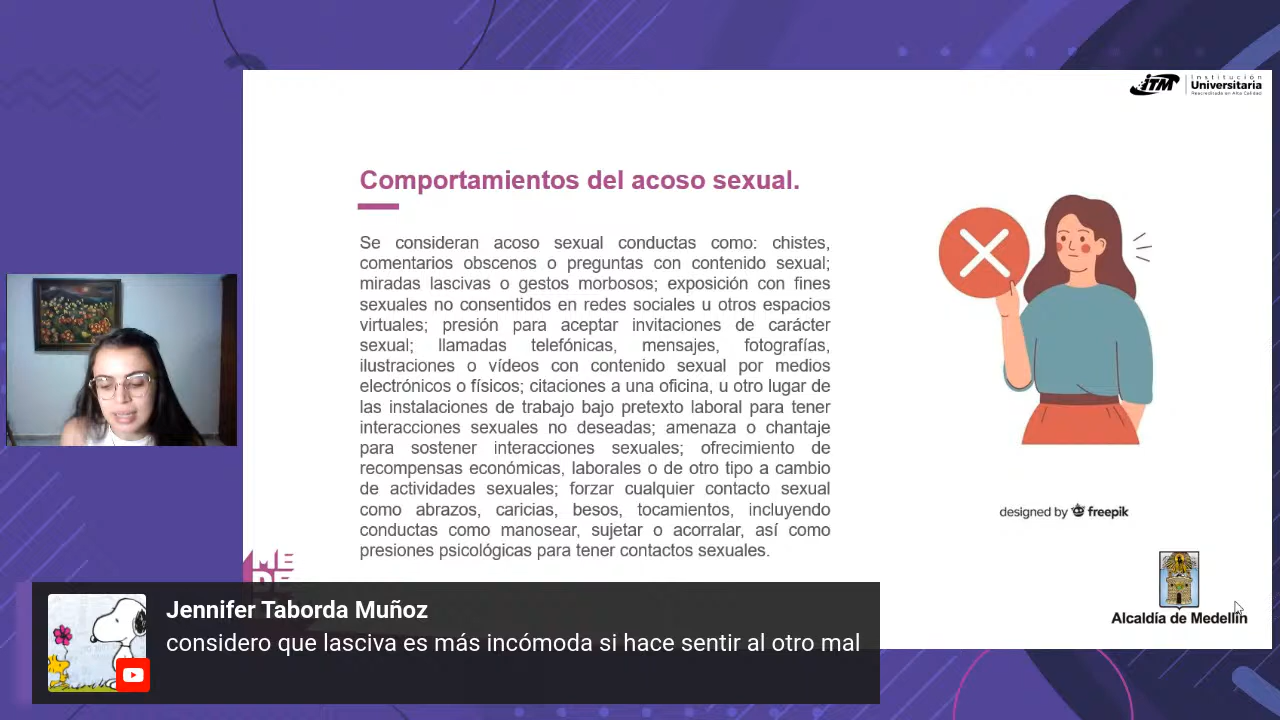 iTM
Institución
Universitaria
Reacreditada en Alta Calidad
Comportamientos del acoso sexual.
Se consideran acoso sexual conductas como: chistes,
comentarios obscenos o preguntas con contenido sexual;
miradas lascivas o gestos morbosos; exposición con fines
sexuales no consentidos en redes sociales u otros espacios
virtuales; presión para aceptar invitaciones de carácter
sexual; llamadas telefónicas, mensajes, fotografías,
ilustraciones o vídeos con contenido sexual por medios
electrónicos o físicos; citaciones a una oficina, u otro lugar de
las instalaciones de trabajo bajo pretexto laboral para tener
interacciones sexuales no deseadas; amenaza o chantaje
para sostener interacciones sexuales; ofrecimiento de
recompensas económicas, laborales o de otro tipo a cambio
de actividades sexuales; forzar cualquier contacto sexual
como abrazos, caricias, besos, tocamientos, incluyendo
conductas como manosear, sujetar o acorralar, así como
presiones psicológicas para tener contactos sexuales.
designed by freepik
ME
DE
Alcaldía de Medellín
Jennifer Taborda Muñoz
considero que lasciva es más incómoda si hace sentir al otro mal